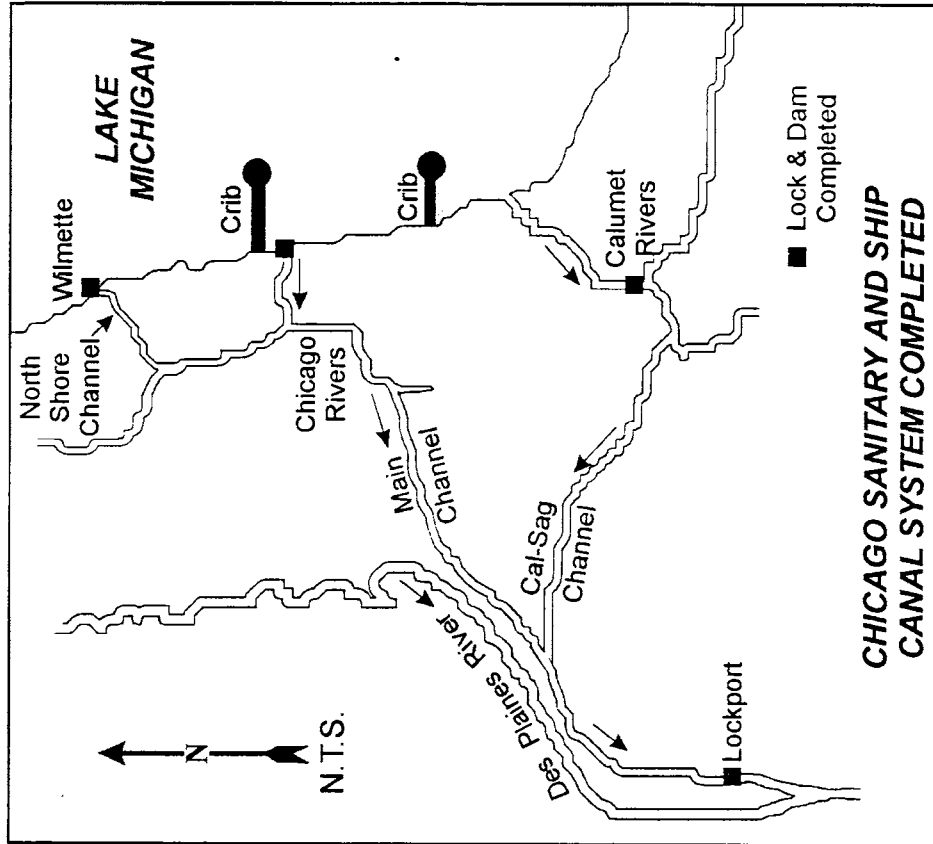 LAKE
MICHIGAN
Wilmette
North
Shore
Channel
Crib
Crib
Chicago
Rivers
Main
Channel
Calumet
Rivers
Cal-Sag
Channel
Des Plaines River
N
N.T.S.
Lockport
Lock & Dam
Completed
CHICAGO SANITARY AND SHIP
CANAL SYSTEM COMPLETED